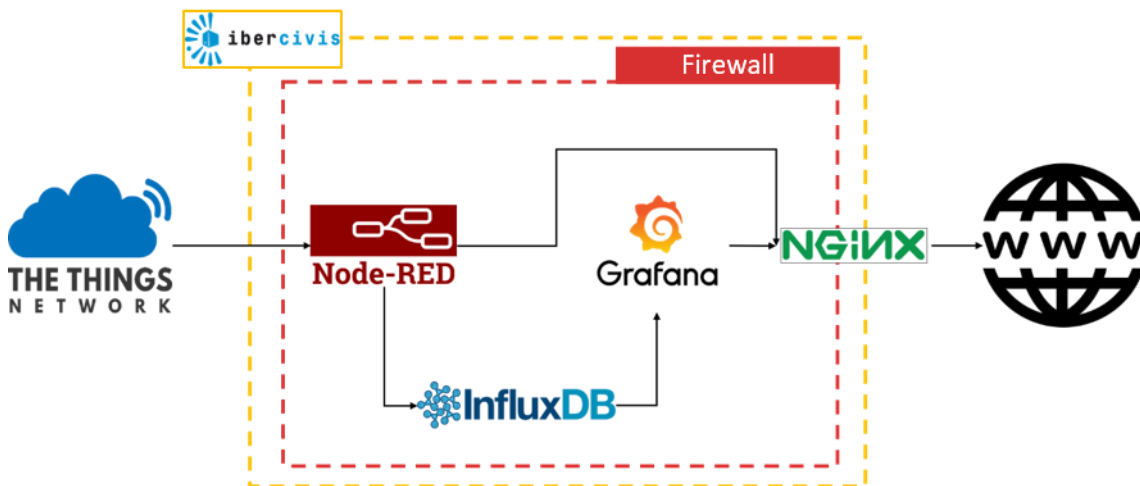 ibercivis
Firewall
THE THINGS
NETWORK
Node-RED
Grafana
NGINX
WWW
InfluxDB